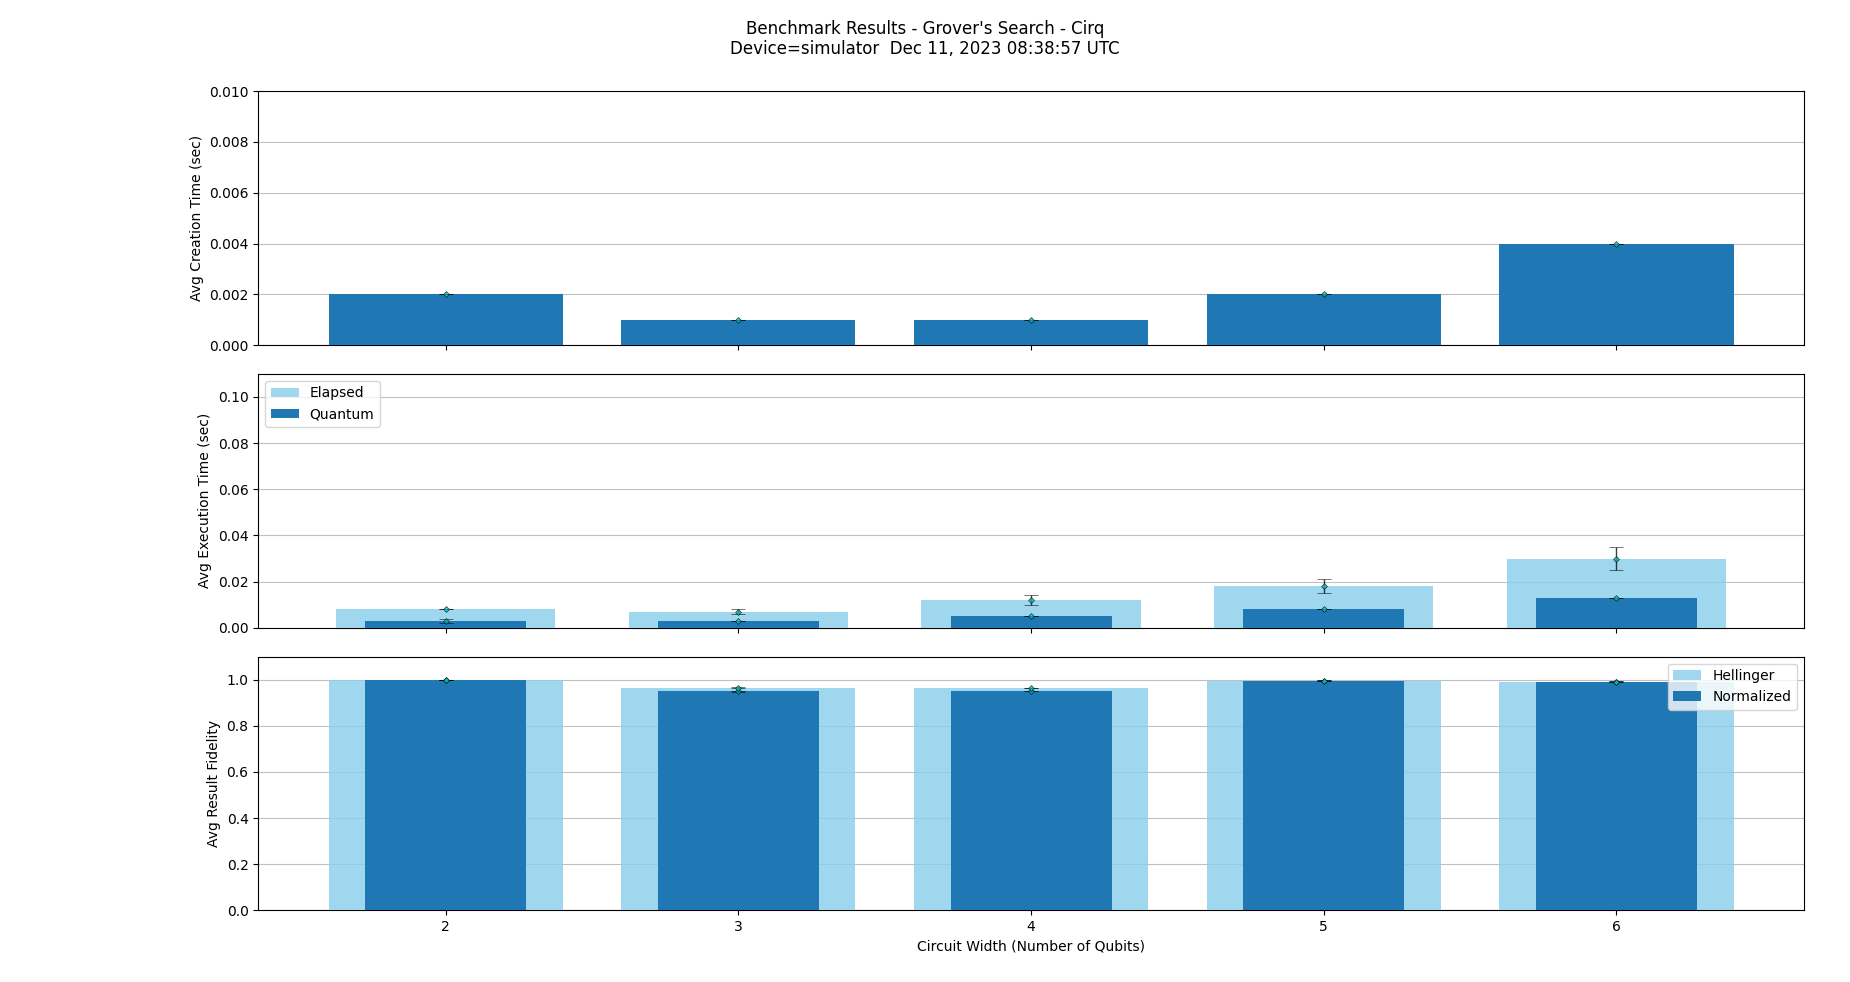 Benchmark Results - Grover's Search - Cirq
Device=simulator  Dec 11, 2023 08:38:57 UTC
Avg Creation Time (sec)
0.010
0.008
0.006
0.004
0.002
0.000
Avg Execution Time (sec)
0.10
0.08
0.06
0.04
0.02
0.00
Elapsed
Quantum
Avg Result Fidelity
1.0
0.8
0.6
0.4
0.2
0.0
Hellinger
Normalized
2 3 4 5 6
Circuit Width (Number of Qubits)